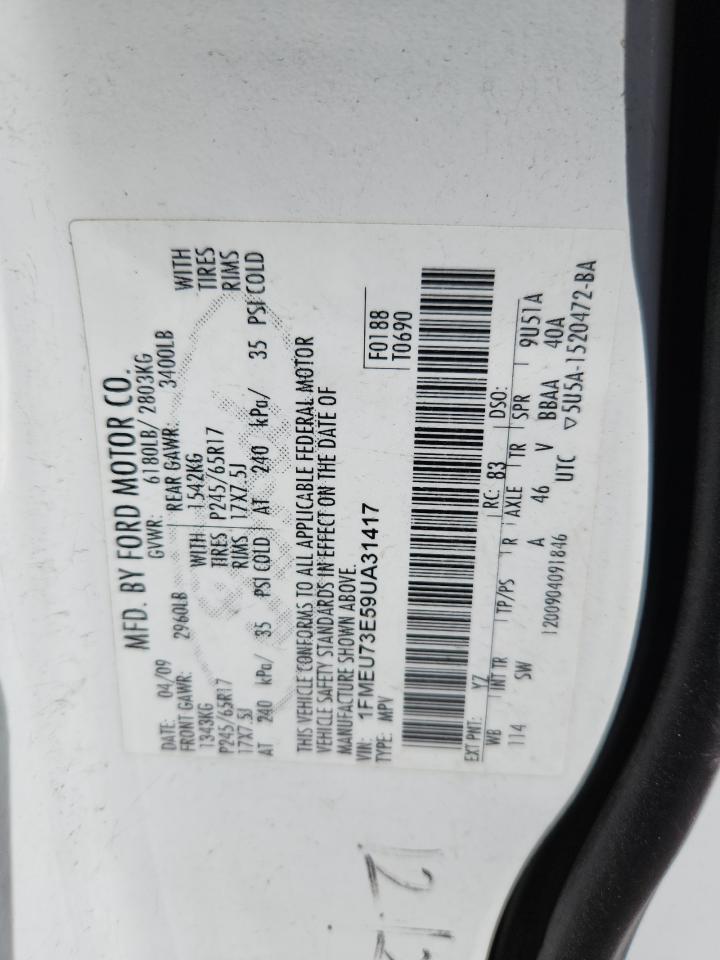 MFD. BY FORD MOTOR CO.
DATE: 04/09 GVWR: 6180LB/ 2803KG
FRONT GAWR: 2960LB REAR GAWR: 3400LB
1343KG WITH 1542KG WITH
P245/65R17 TIRES P245/65R17 TIRES
17X7.5J RIMS 17X7.5J RIMS
AT 240 kPa/ 35 PSI COLD AT 240 kPa/ 35 PSI COLD
THIS VEHICLE CONFORMS TO ALL APPLICABLE FEDERAL MOTOR
VEHICLE SAFETY STANDARDS IN EFFECT ON THE DATE OF
MANUFACTURE SHOWN ABOVE.
VIN: 1FMEU73E59UA31417 F0188
TYPE: MPV T0690
EXT PNT: YZ RC: 83 DSO:
WB INT TR TP/PS R AXLE TR SPR 9U51A
114 SW A 46 V BBAA 40A
1200904091846 UTC ▽5U5A-1520472-BA